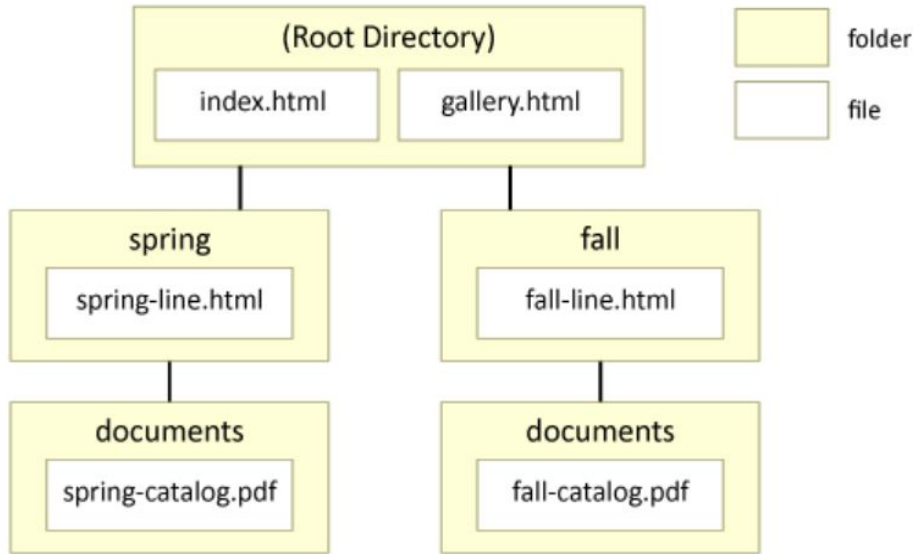 (Root Directory)
index.html
gallery.html
folder
file
spring
spring-line.html
fall
fall-line.html
documents
spring-catalog.pdf
documents
fall-catalog.pdf